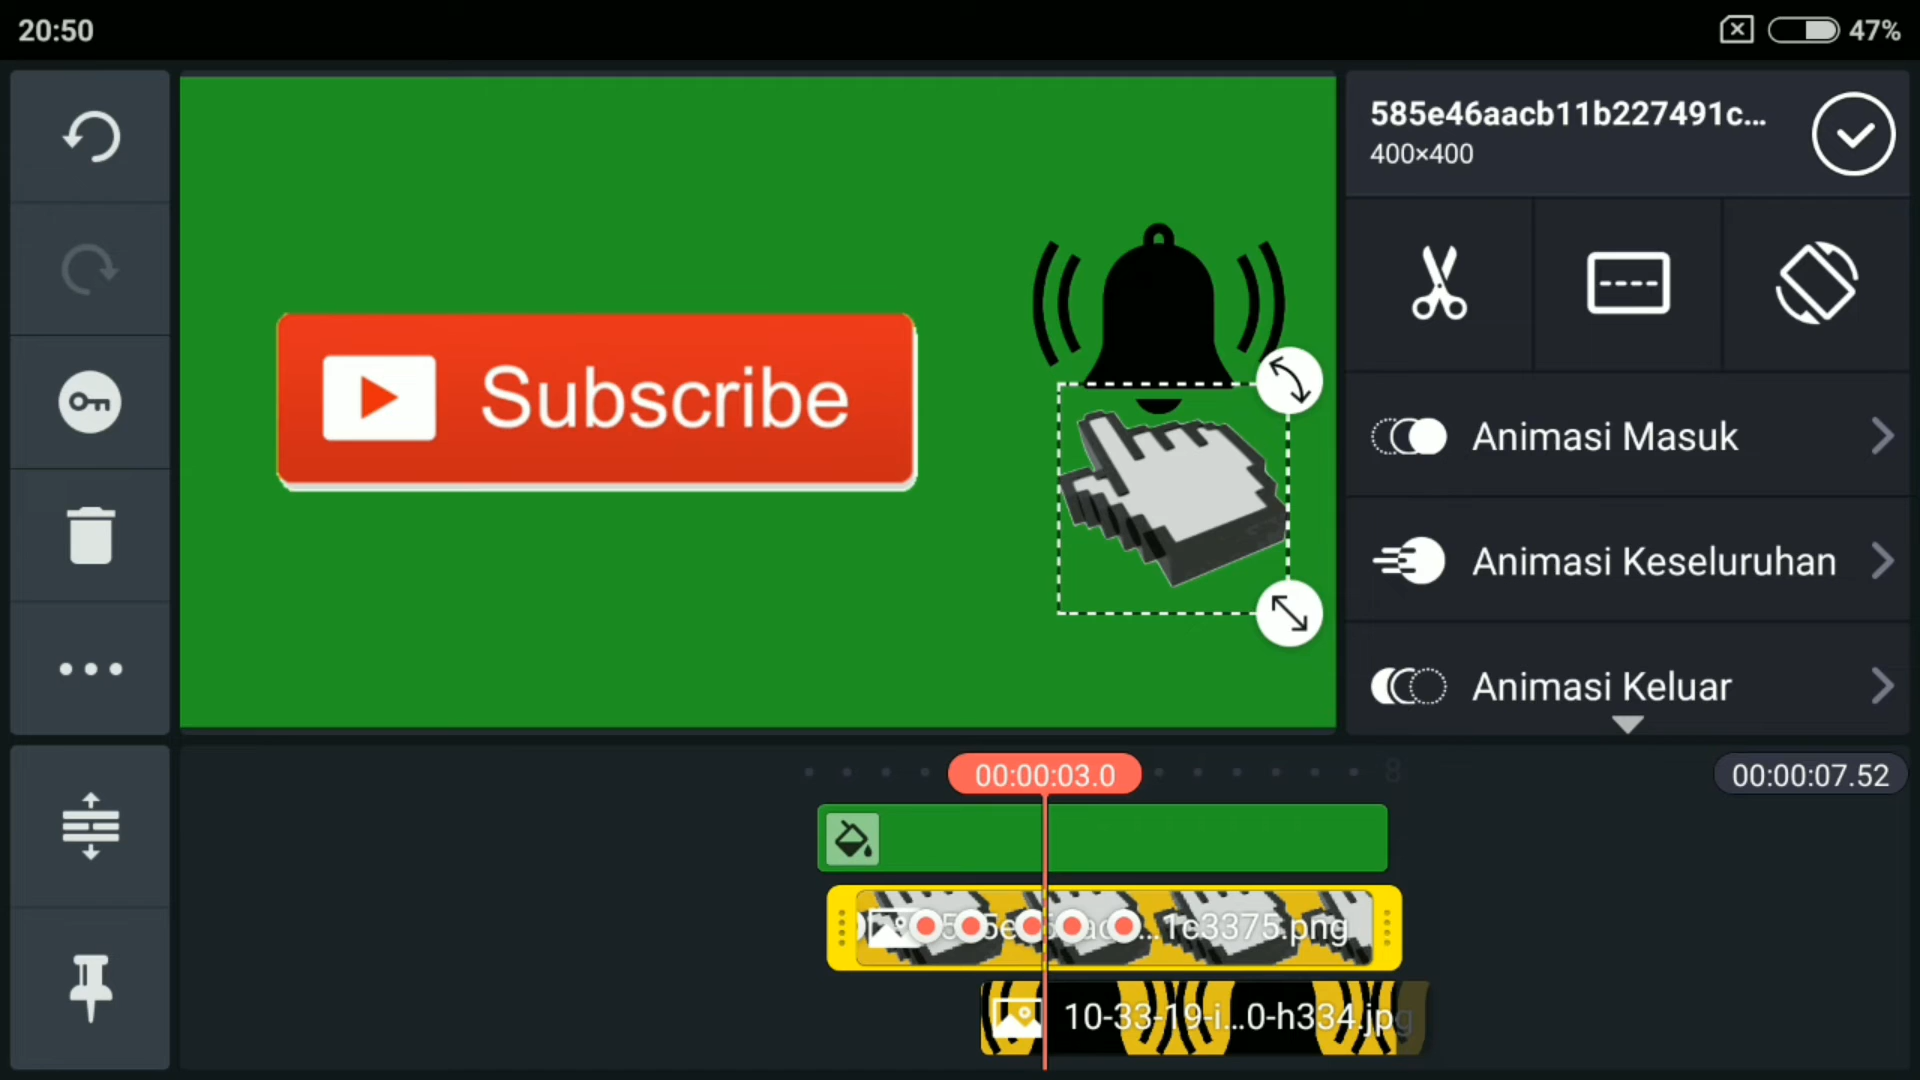 20:50
47%
585e46aacb11b227491c...
400×400
Subscribe
Animasi Masuk
Animasi Keseluruhan
Animasi Keluar
00:00:03.0
8
00:00:07.52
...1c3375.png
10-33-19-i...0-h334.jpg